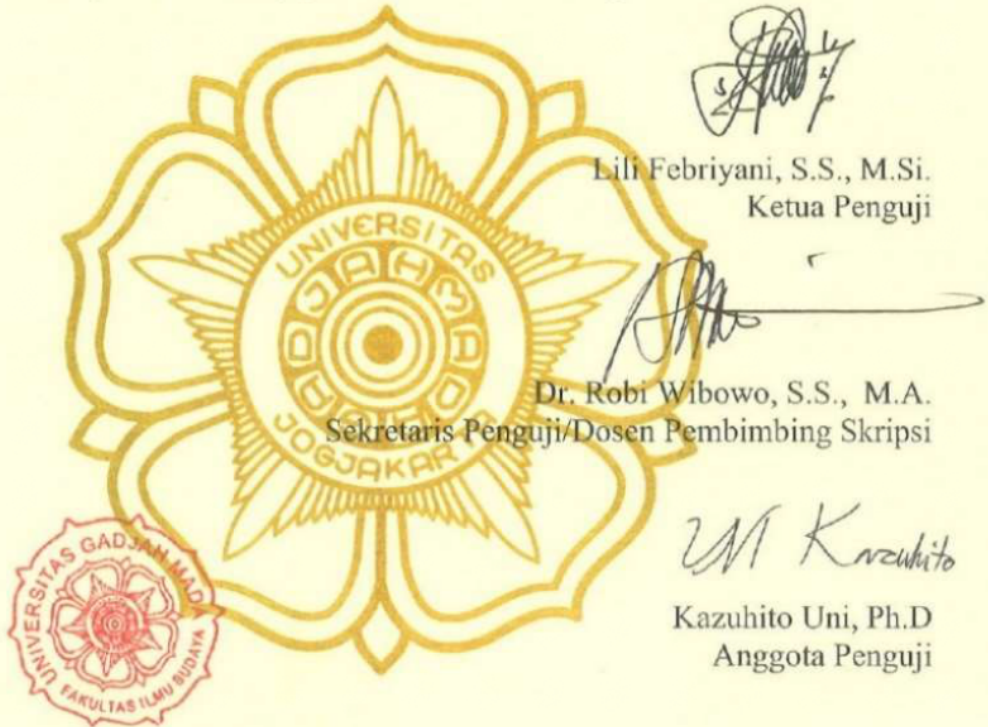 Lili Febriyani, S.S., M.Si.
Ketua Penguji
UNIVERSITAS
GADJAH MADA
JOGJAKARTA
Dr. Robi Wibowo, S.S., M.A.
Sekretaris Penguji/Dosen Pembimbing Skripsi
Uni Kazuhito
Kazuhito Uni, Ph.D
Anggota Penguji
UNIVERSITAS GADJAH MADA
FAKULTAS ILMU BUDAYA